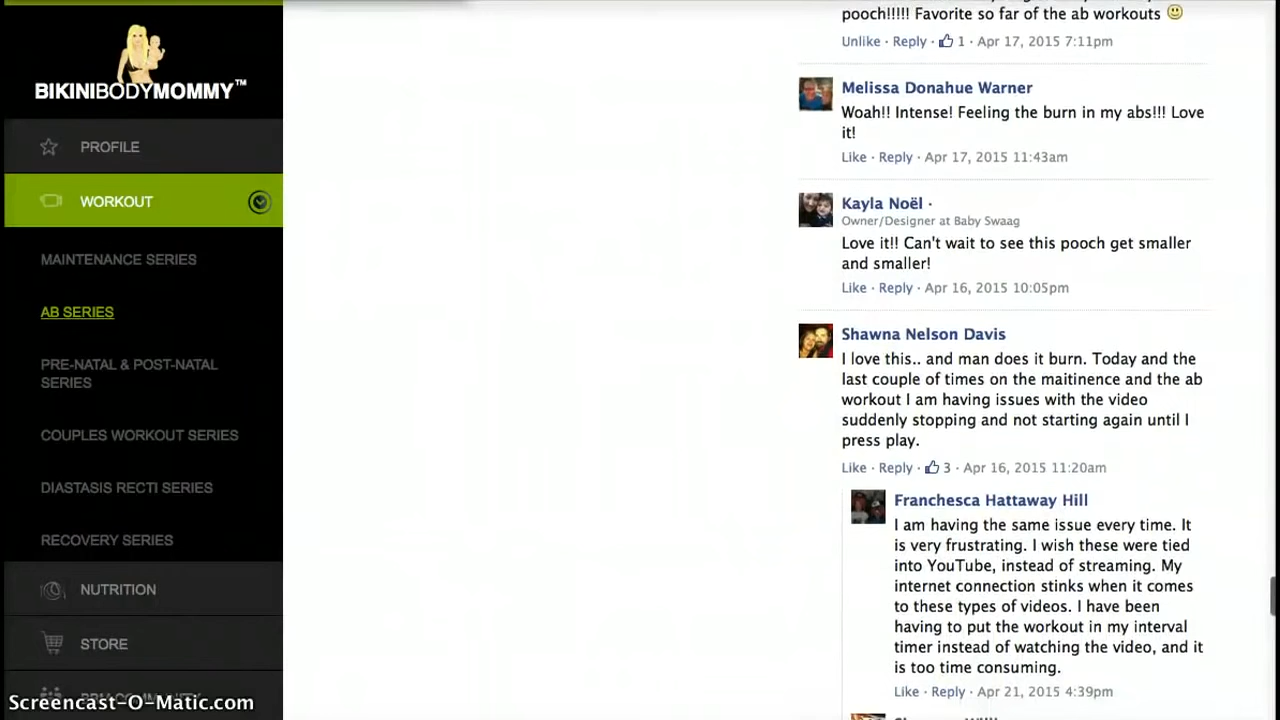 BIKINIBODYMOMMY™
PROFILE
WORKOUT
MAINTENANCE SERIES
AB SERIES
PRE-NATAL & POST-NATAL
SERIES
COUPLES WORKOUT SERIES
DIASTASIS RECTI SERIES
RECOVERY SERIES
NUTRITION
STORE
Screencast-O-Matic.com
pooch!!!!! Favorite so far of the ab workouts
Unlike · Reply · 1 · Apr 17, 2015 7:11pm
Melissa Donahue Warner
Woah!! Intense! Feeling the burn in my abs!!! Love
it!
Like · Reply · Apr 17, 2015 11:43am
Kayla Noël ·
Owner/Designer at Baby Swaag
Love it!! Can't wait to see this pooch get smaller
and smaller!
Like · Reply · Apr 16, 2015 10:05pm
Shawna Nelson Davis
I love this.. and man does it burn. Today and the
last couple of times on the maitinence and the ab
workout I am having issues with the video
suddenly stopping and not starting again until I
press play.
Like · Reply · 3 · Apr 16, 2015 11:20am
Franchesca Hattaway Hill
I am having the same issue every time. It
is very frustrating. I wish these were tied
into YouTube, instead of streaming. My
internet connection stinks when it comes
to these types of videos. I have been
having to put the workout in my interval
timer instead of watching the video, and it
is too time consuming.
Like · Reply · Apr 21, 2015 4:39pm